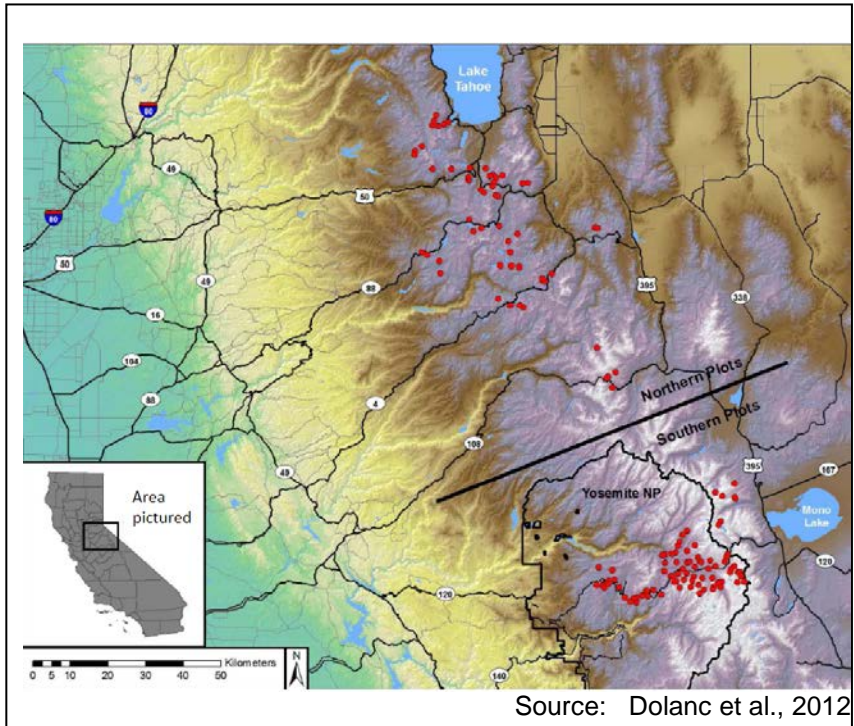 Lake
Tahoe
80
49
50
80
49
50
395
338
88
16
104
4
88
Northern Plots
Southern Plots
108
49
395
167
Yosemite NP
Mono
Lake
Area
pictured
120
120
Kilometers
0 5 10 20 30 40 50
N
140
Source: Dolanc et al., 2012